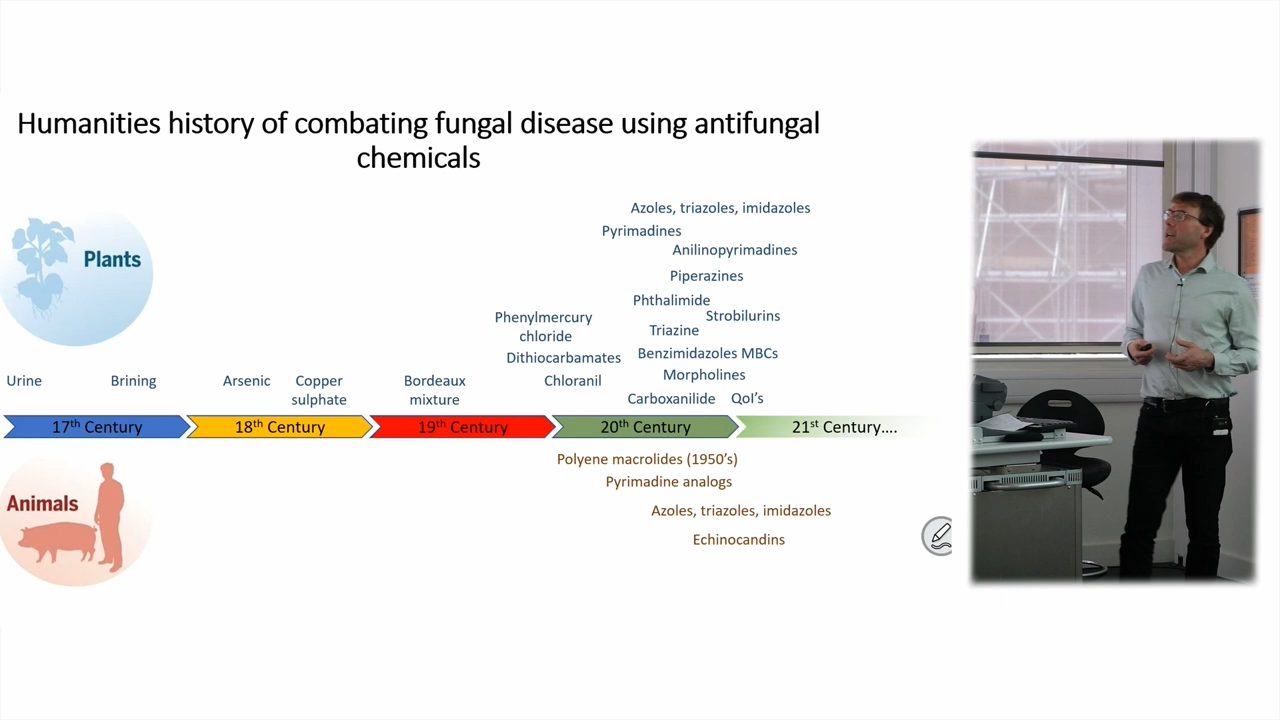 Humanities history of combating fungal disease using antifungal
chemicals
Plants
Azoles, triazoles, imidazoles
Pyrimadines
Anilinopyrimadines
Piperazines
Phthalimide
Phenylmercury
chloride
Strobilurins
Triazine
Dithiocarbamates
Benzimidazoles MBCs
Morpholines
Urine
Brining
Arsenic
Copper
sulphate
Bordeaux
mixture
Chloranil
Carboxanilide
QoI's
17th Century
18th Century
19th Century
20th Century
21st Century....
Animals
Polyene macrolides (1950's)
Pyrimadine analogs
Azoles, triazoles, imidazoles
Echinocandins